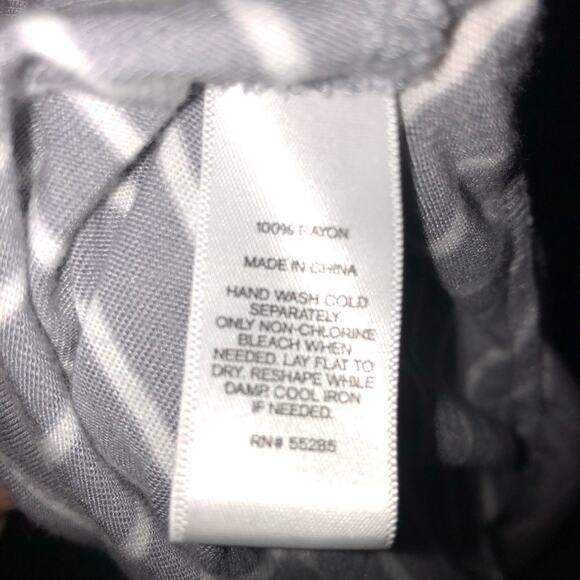 100% RAYON
MADE IN CHINA
HAND WASH COLD
SEPARATELY
ONLY NON-CHLORINE
BLEACH WHEN
NEEDED. LAY FLAT TO
DRY. RESHAPE WHILE
DAMP. COOL IRON
IF NEEDED.
RN# 55285